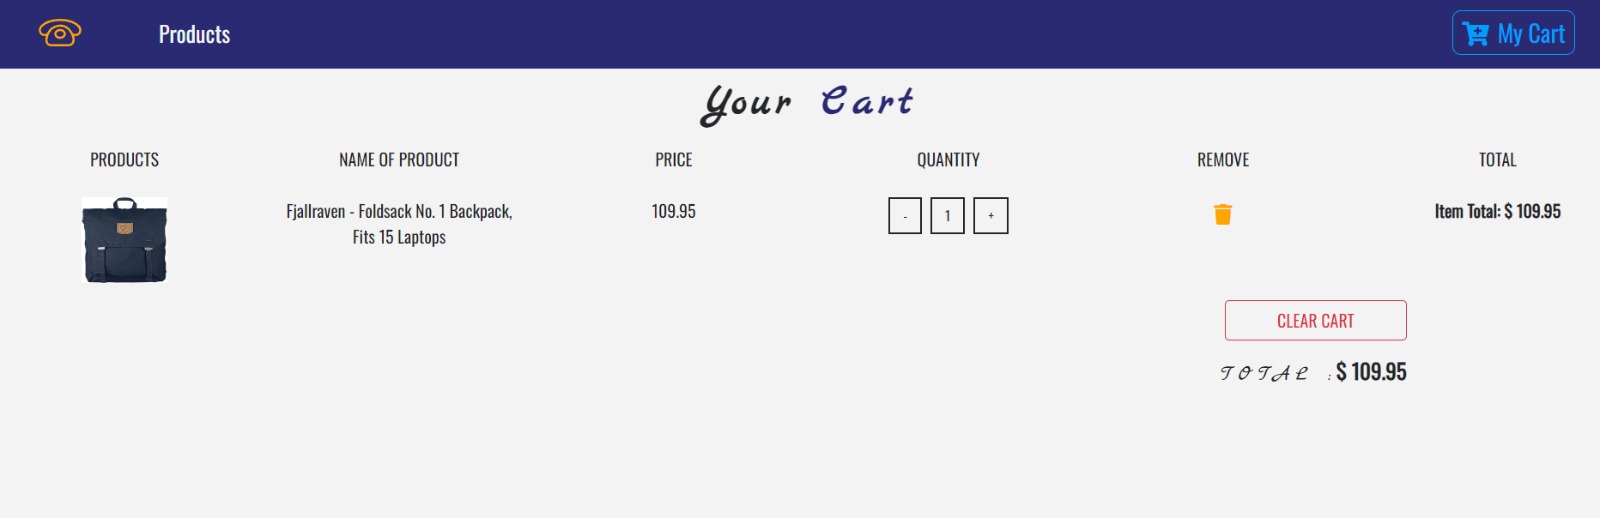 Products
My Cart
Your Cart
PRODUCTS NAME OF PRODUCT PRICE QUANTITY REMOVE TOTAL
Fjallraven - Foldsack No. 1 Backpack, 109.95 - 1 + Item Total: $ 109.95
Fits 15 Laptops
CLEAR CART
TOTAL : $ 109.95